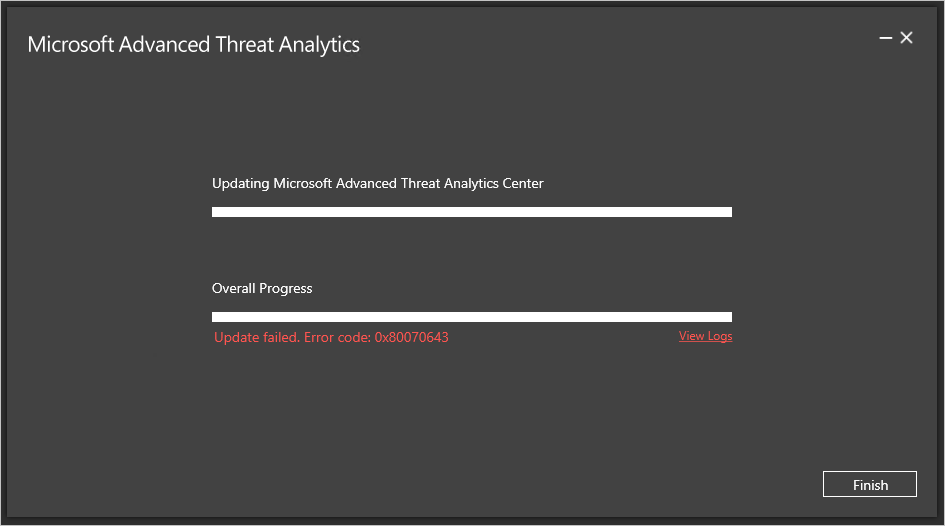 Microsoft Advanced Threat Analytics
Updating Microsoft Advanced Threat Analytics Center
Overall Progress
Update failed. Error code: 0x80070643
View Logs
Finish